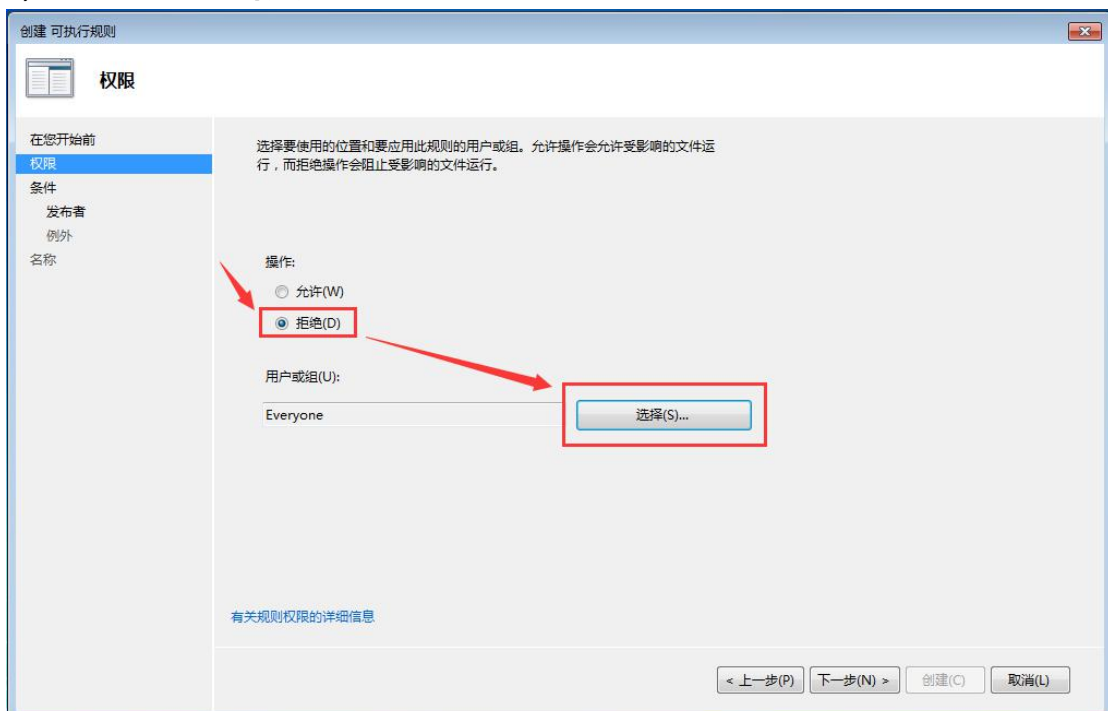 创建 可执行规则
权限
在您开始前
权限
条件
发布者
例外
名称
选择要使用的位置和要应用此规则的用户或组。允许操作会允许受影响的文件运
行，而拒绝操作会阻止受影响的文件运行。
操作:
允许(W)
拒绝(D)
用户或组(U):
Everyone
选择(S)...
有关规则权限的详细信息
< 上一步(P)
下一步(N) >
创建(C)
取消(L)